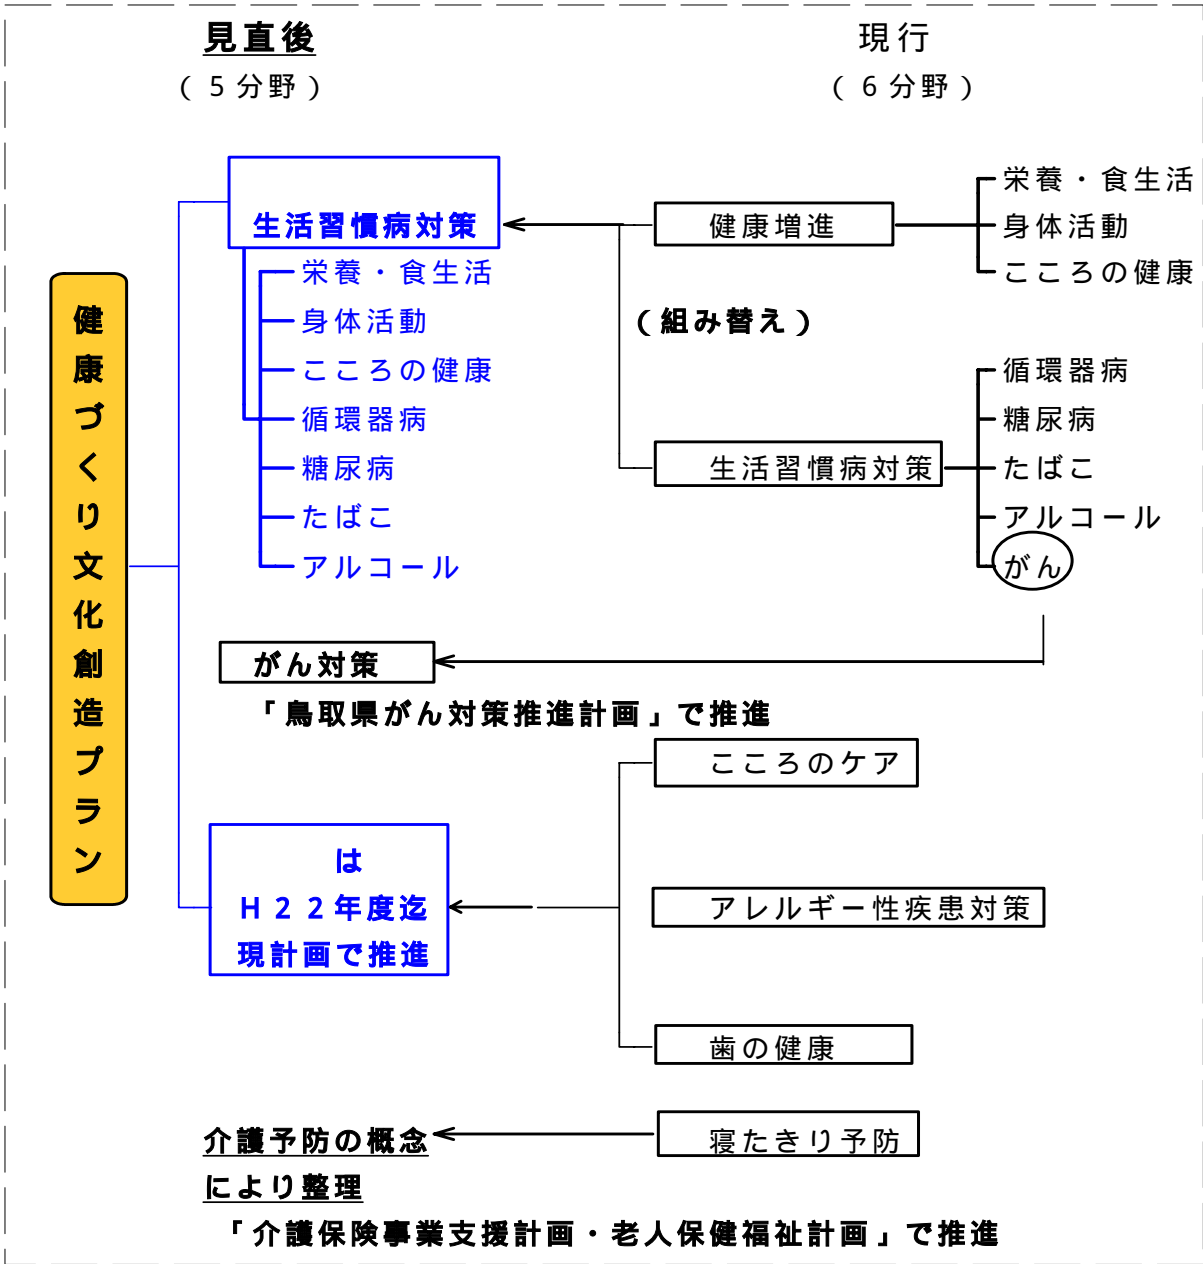 見直後
現行
（５分野）
（６分野）
健康づくり文化創造プラン
生活習慣病対策
栄養・食生活
身体活動
こころの健康
循環器病
糖尿病
たばこ
アルコール
健康増進
栄養・食生活
身体活動
こころの健康
（組み替え）
生活習慣病対策
循環器病
糖尿病
たばこ
アルコール
がん
がん対策
「鳥取県がん対策推進計画」で推進
こころのケア
は
Ｈ２２年度迄
現計画で推進
アレルギー性疾患対策
歯の健康
介護予防の概念
により整理
寝たきり予防
「介護保険事業支援計画・老人保健福祉計画」で推進